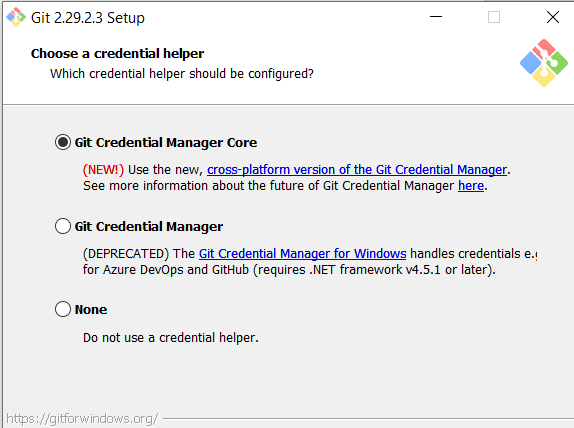 Git 2.29.2.3 Setup
Choose a credential helper
Which credential helper should be configured?
Git Credential Manager Core
(NEW!) Use the new, cross-platform version of the Git Credential Manager.
See more information about the future of Git Credential Manager here.
Git Credential Manager
(DEPRECATED) The Git Credential Manager for Windows handles credentials e.g
for Azure DevOps and GitHub (requires .NET framework v4.5.1 or later).
None
Do not use a credential helper.
https://gitforwindows.org/